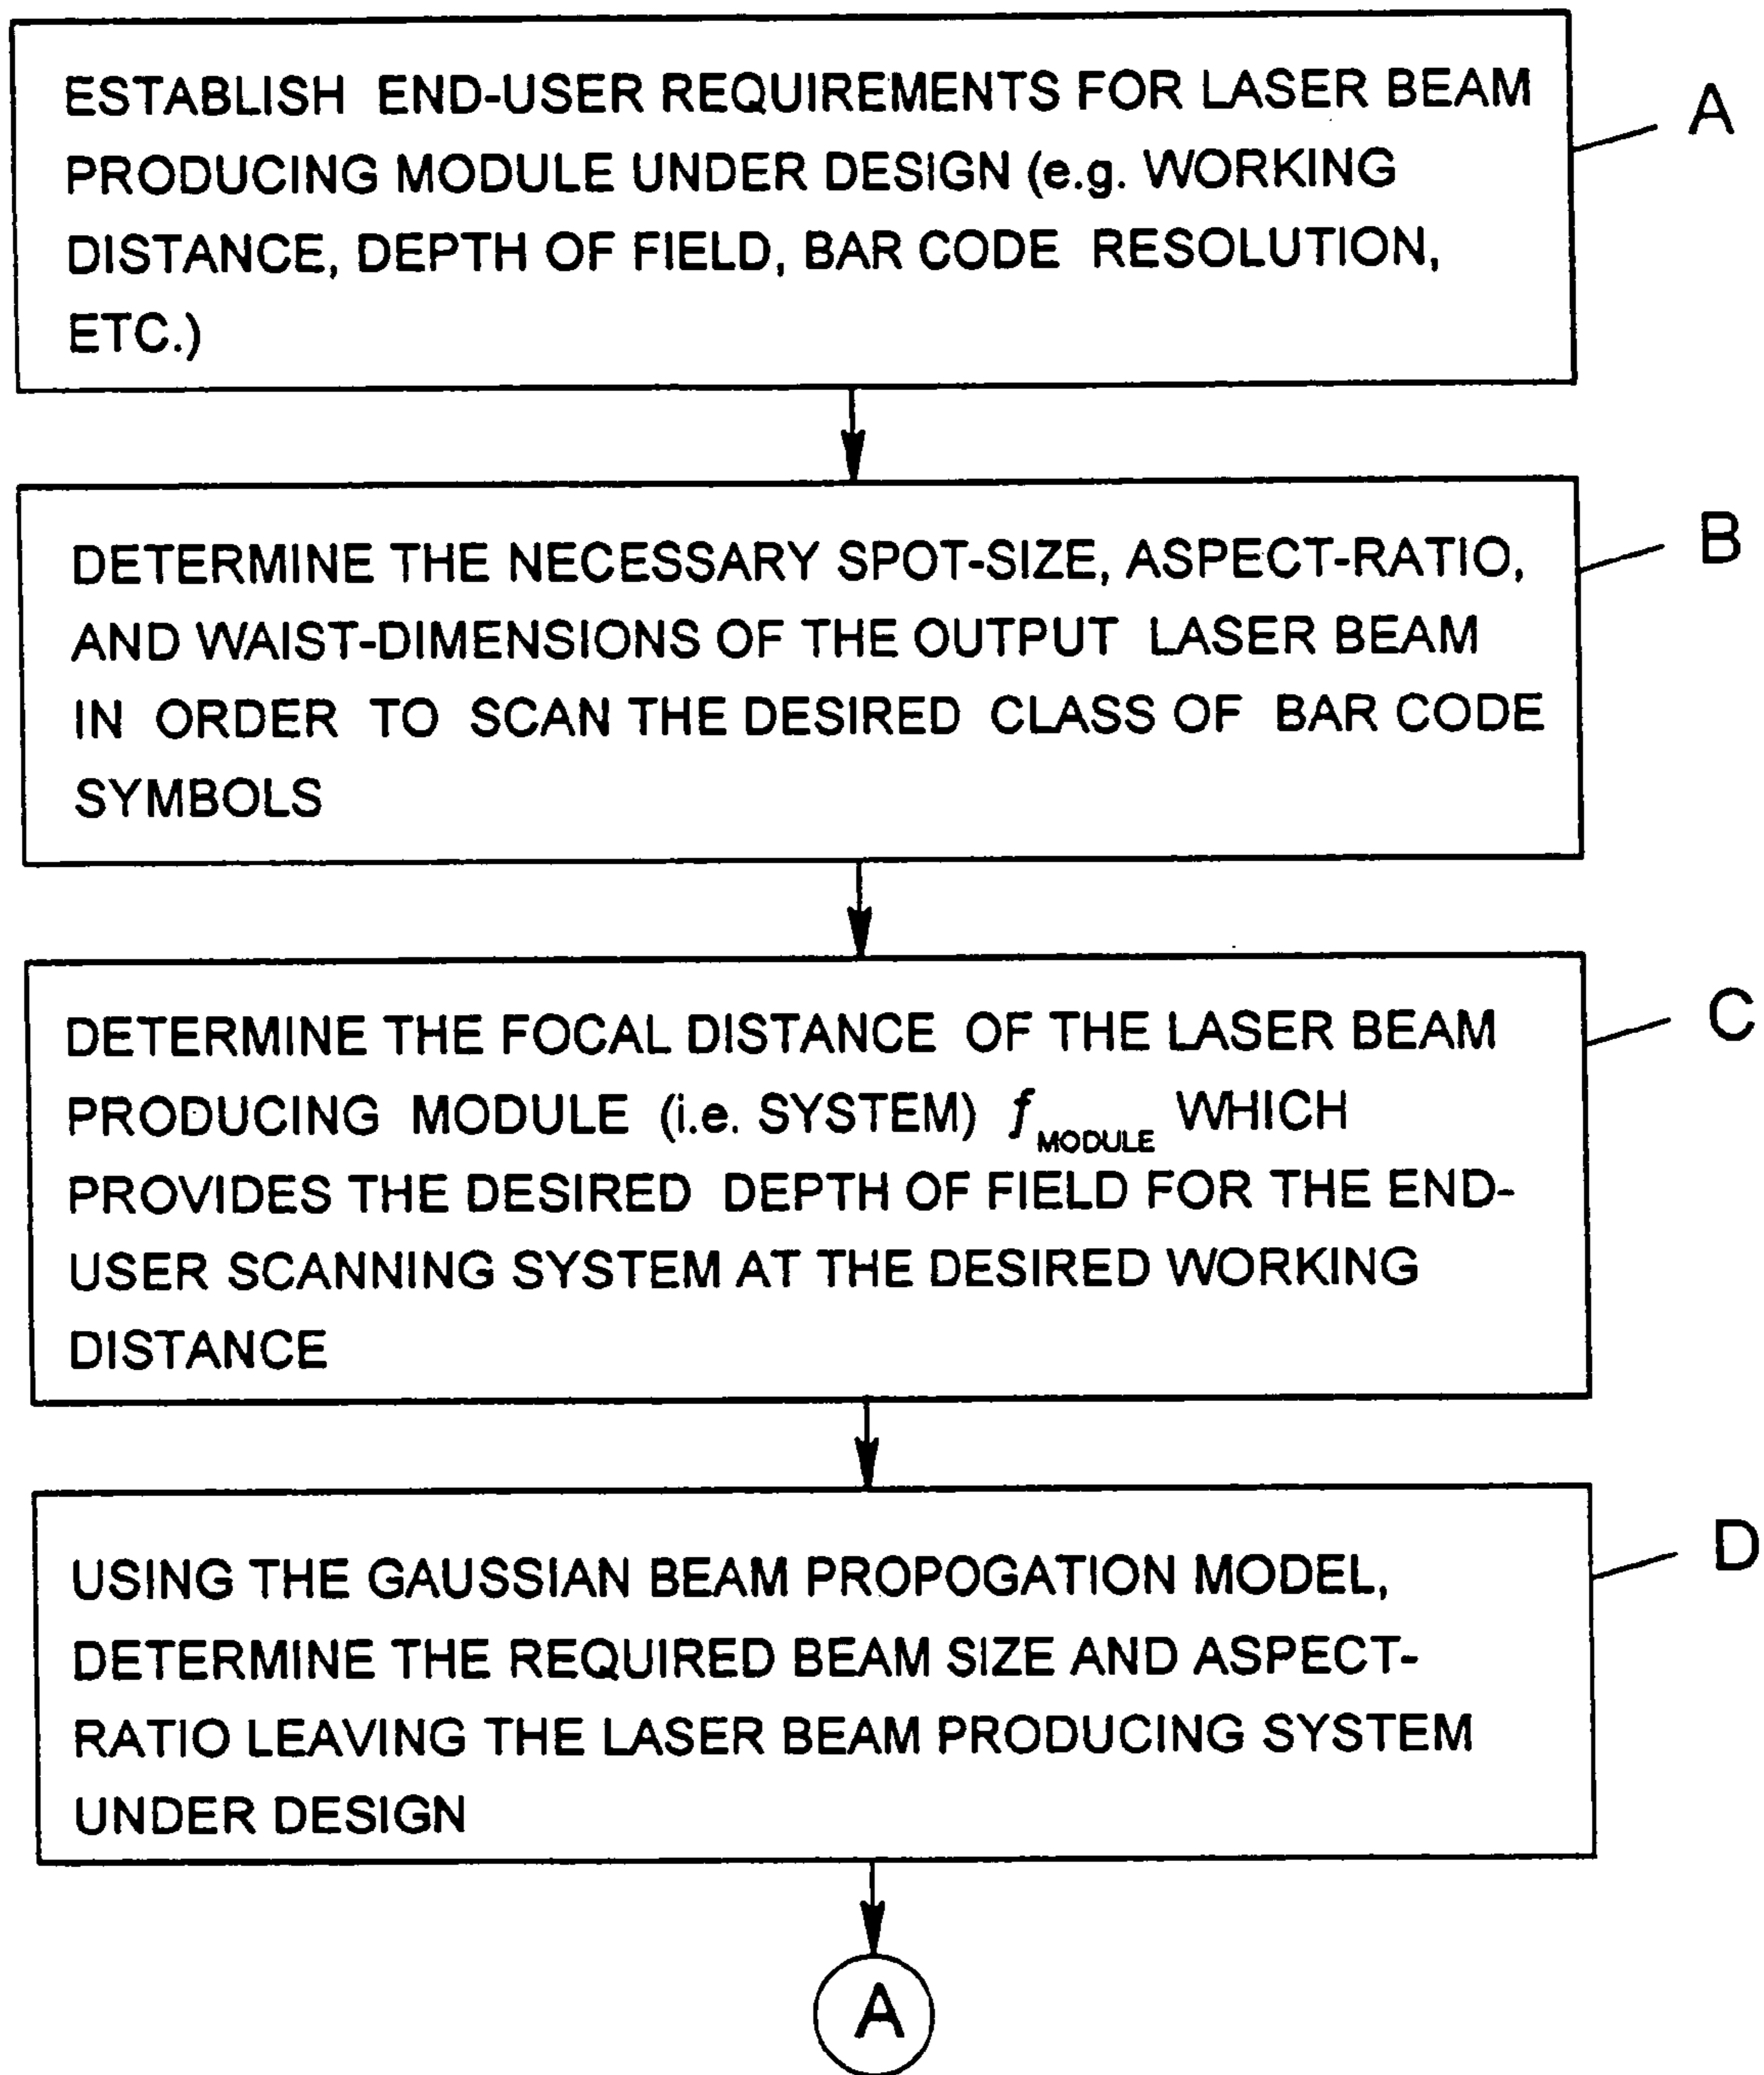 ESTABLISH END-USER REQUIREMENTS FOR LASER BEAM
PRODUCING MODULE UNDER DESIGN (e.g. WORKING
DISTANCE, DEPTH OF FIELD, BAR CODE RESOLUTION,
ETC.)
A
DETERMINE THE NECESSARY SPOT-SIZE, ASPECT-RATIO,
AND WAIST-DIMENSIONS OF THE OUTPUT LASER BEAM
IN ORDER TO SCAN THE DESIRED CLASS OF BAR CODE
SYMBOLS
B
DETERMINE THE FOCAL DISTANCE OF THE LASER BEAM
PRODUCING MODULE (i.e. SYSTEM) f MODULE WHICH
PROVIDES THE DESIRED DEPTH OF FIELD FOR THE END-
USER SCANNING SYSTEM AT THE DESIRED WORKING
DISTANCE
C
USING THE GAUSSIAN BEAM PROPOGATION MODEL,
DETERMINE THE REQUIRED BEAM SIZE AND ASPECT-
RATIO LEAVING THE LASER BEAM PRODUCING SYSTEM
UNDER DESIGN
D
A